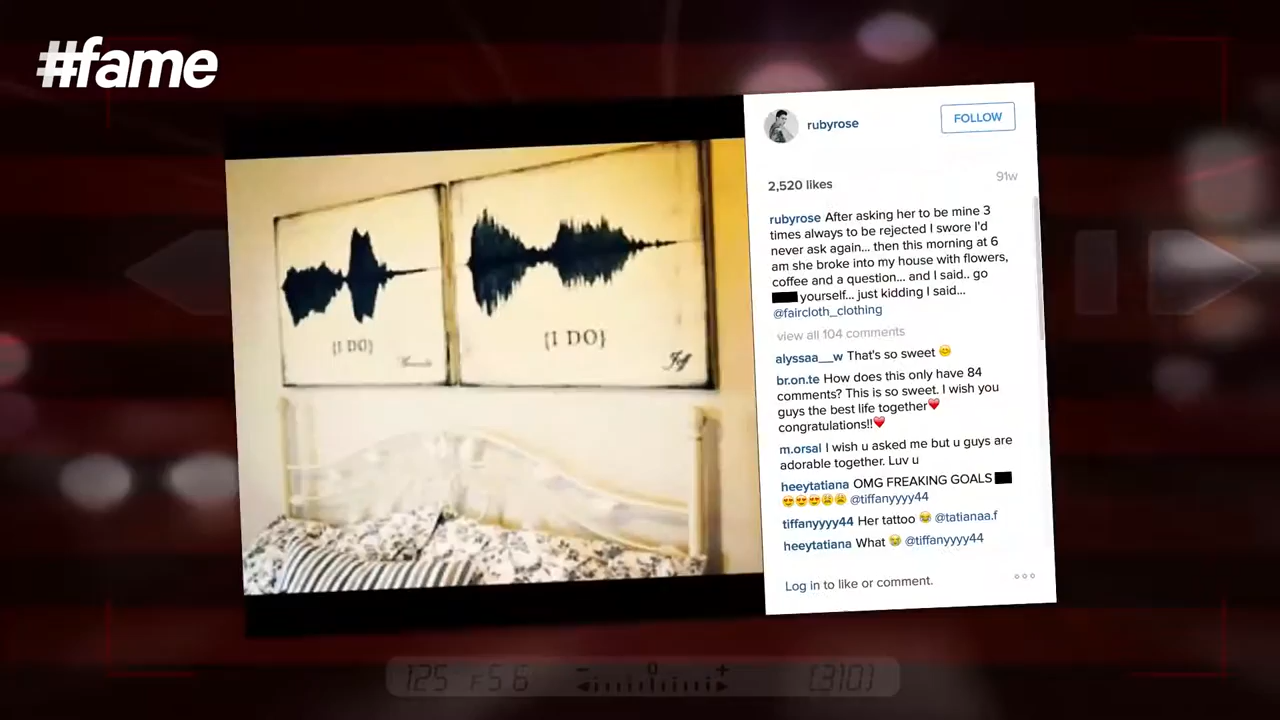 #fame
rubyrose
FOLLOW
2,520 likes
91w
rubyrose After asking her to be mine 3
times always to be rejected I swore I'd
never ask again... then this morning at 6
am she broke into my house with flowers,
coffee and a question... and I said.. go
yourself... just kidding I said...
@faircloth_clothing
view all 104 comments
alyssaa__w That's so sweet 😊
br.on.te How does this only have 84
comments? This is so sweet. I wish you
guys the best life together❤️
congratulations!!❤️
m.orsal I wish u asked me but u guys are
adorable together. Luv u
heeytatiana OMG FREAKING GOALS
😍😍😍😩😩 @tiffanyyyy44
tiffanyyyy44 Her tattoo 😂 @tatianaa.f
heeytatiana What 😂 @tiffanyyyy44
Log in to like or comment.
{I DO}
{I DO}
125 F5 6
- 0 +
[310]